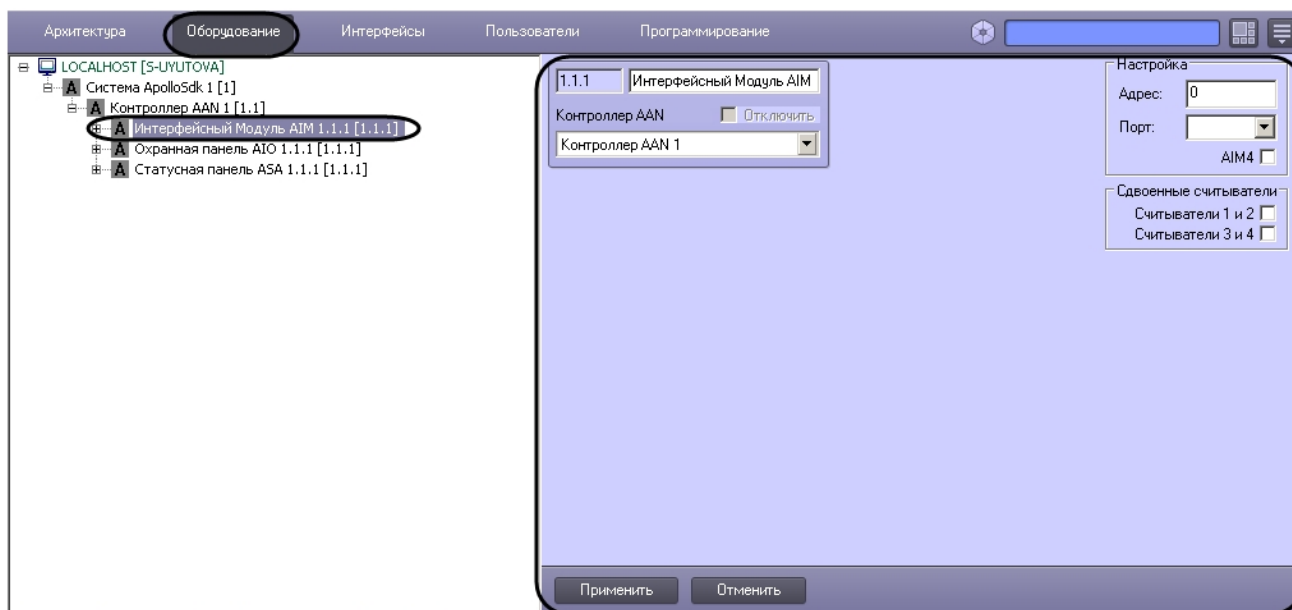 Архитектура Оборудование Интерфейсы Пользователи Программирование
LOCALHOST [S-UYUTOVA]
Система ApolloSdk 1 [1]
Контроллер AAN 1 [1.1]
Интерфейсный Модуль AIM 1.1.1 [1.1.1]
Охранная панель AIO 1.1.1 [1.1.1]
Статусная панель ASA 1.1.1 [1.1.1]
1.1.1 Интерфейсный Модуль AIM
Контроллер AAN Отключить
Контроллер AAN 1
Настройка
Адрес: 0
Порт:
AIM4
Сдвоенные считыватели
Считыватели 1 и 2
Считыватели 3 и 4
Применить Отменить